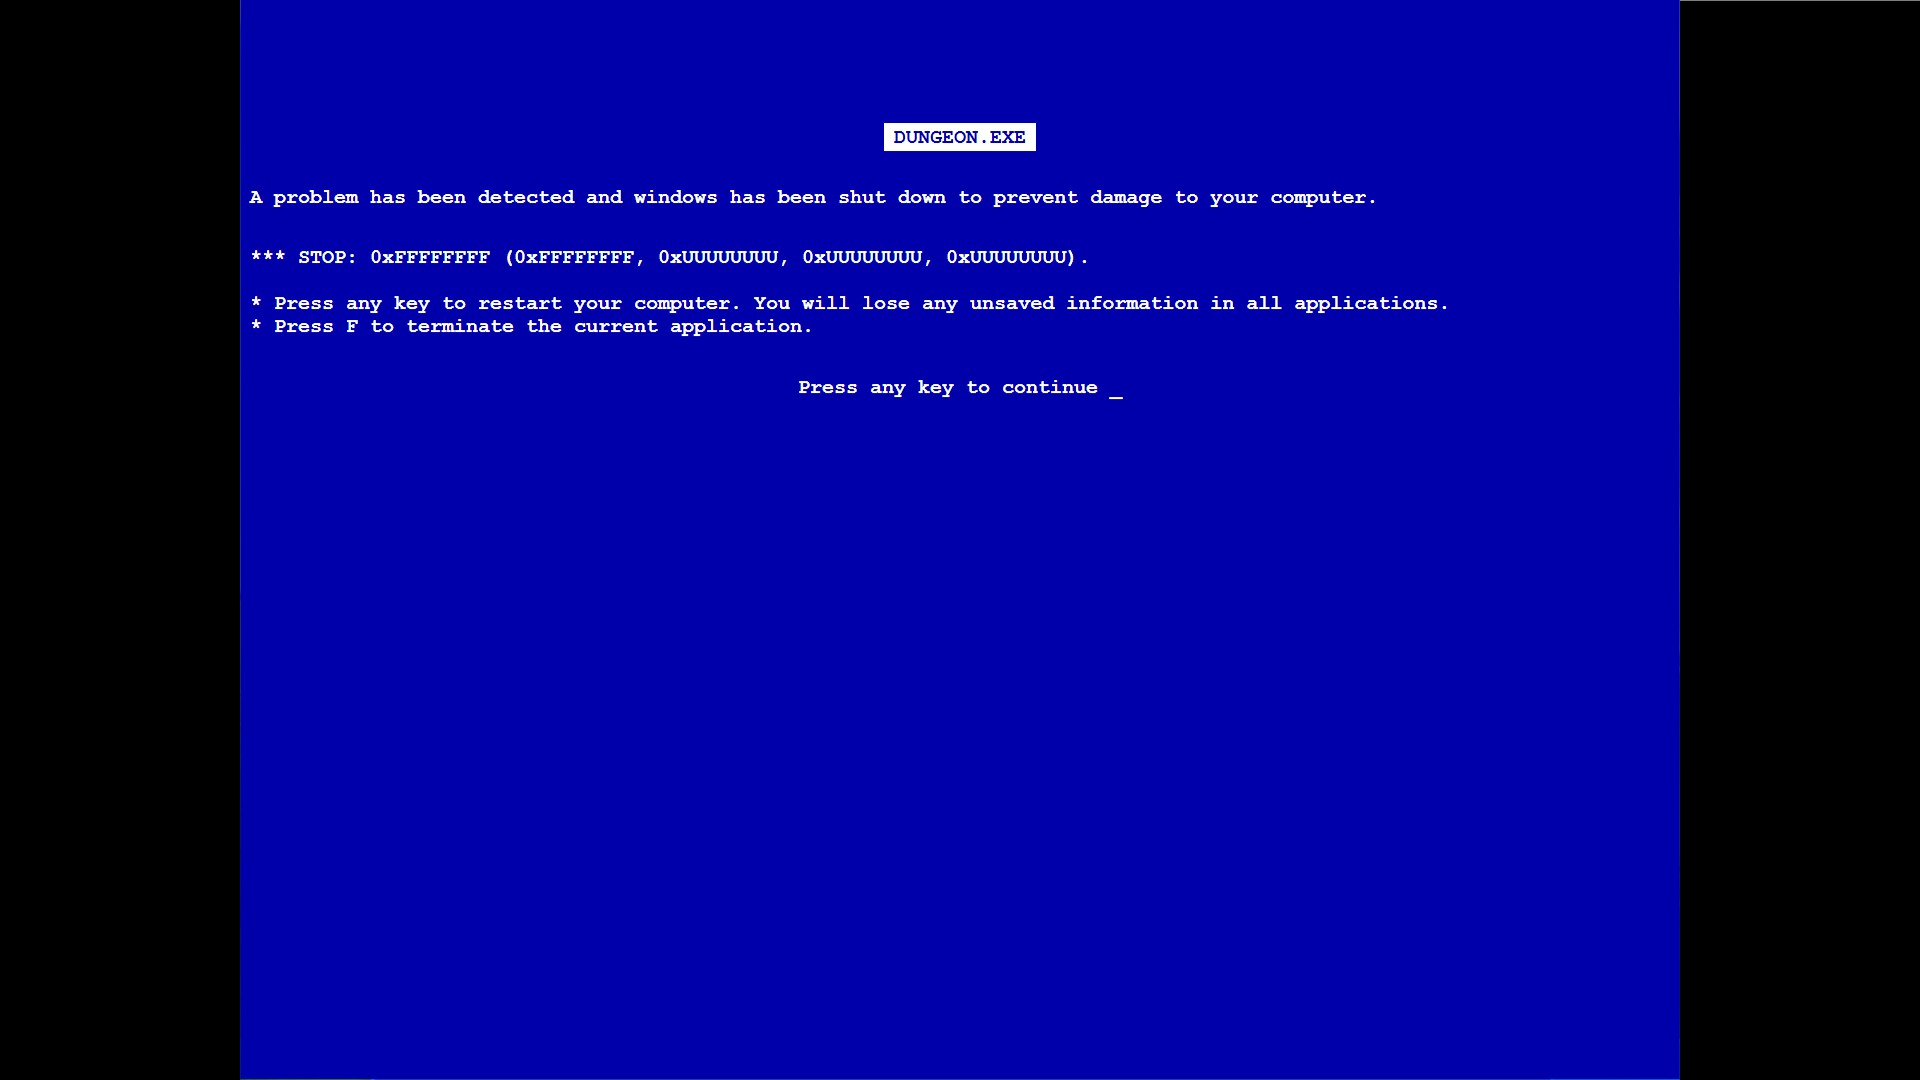 DUNGEON.EXE
A problem has been detected and windows has been shut down to prevent damage to your computer.
*** STOP: 0xFFFFFFFF (0xFFFFFFFF, 0xUUUUUUUU, 0xUUUUUUUU, 0xUUUUUUUU).
* Press any key to restart your computer. You will lose any unsaved information in all applications.
* Press F to terminate the current application.
Press any key to continue _